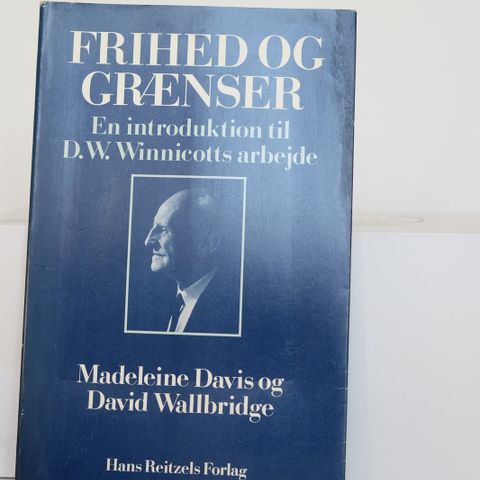 FRIHED OG
GRÆNSER
En introduktion til
D.W. Winnicotts arbejde
Madeleine Davis og
David Wallbridge
Hans Reitzels Forlag